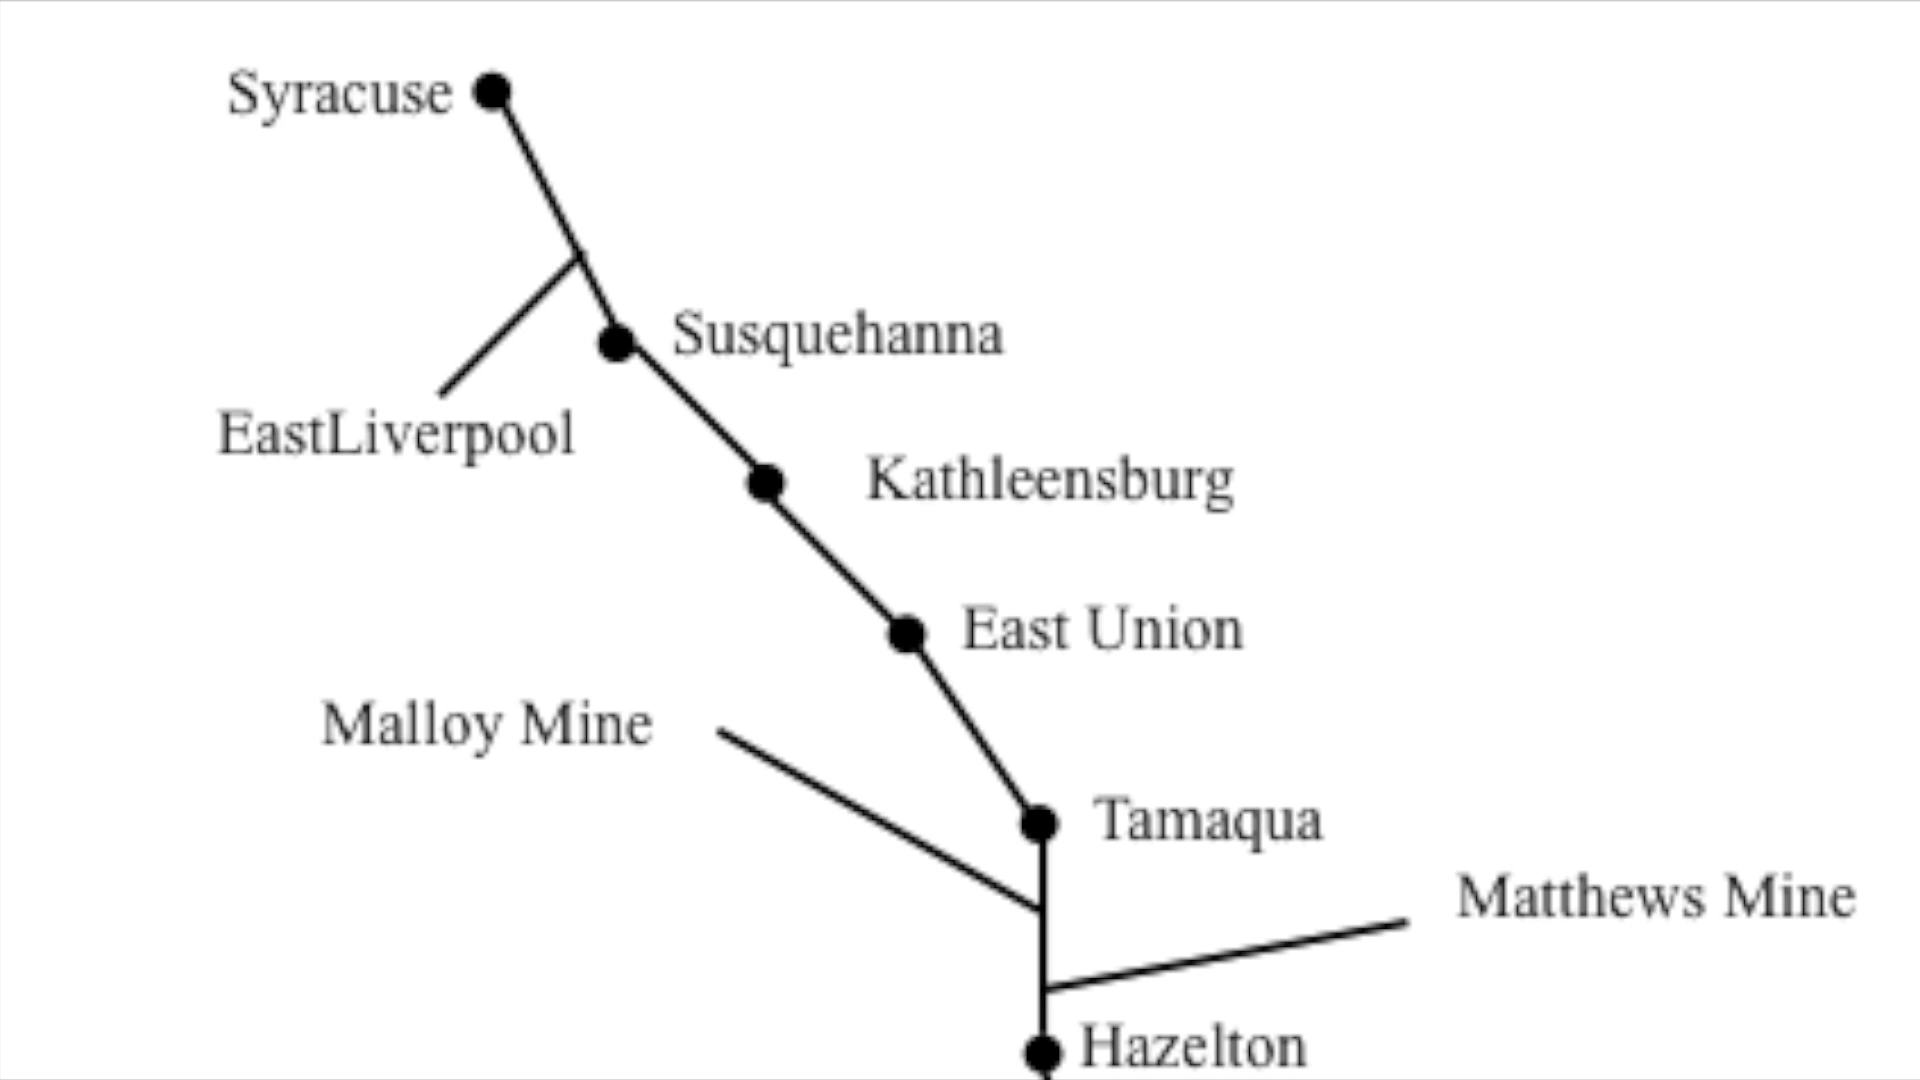 Syracuse
Susquehanna
EastLiverpool
Kathleensburg
East Union
Malloy Mine
Tamaqua
Matthews Mine
Hazelton